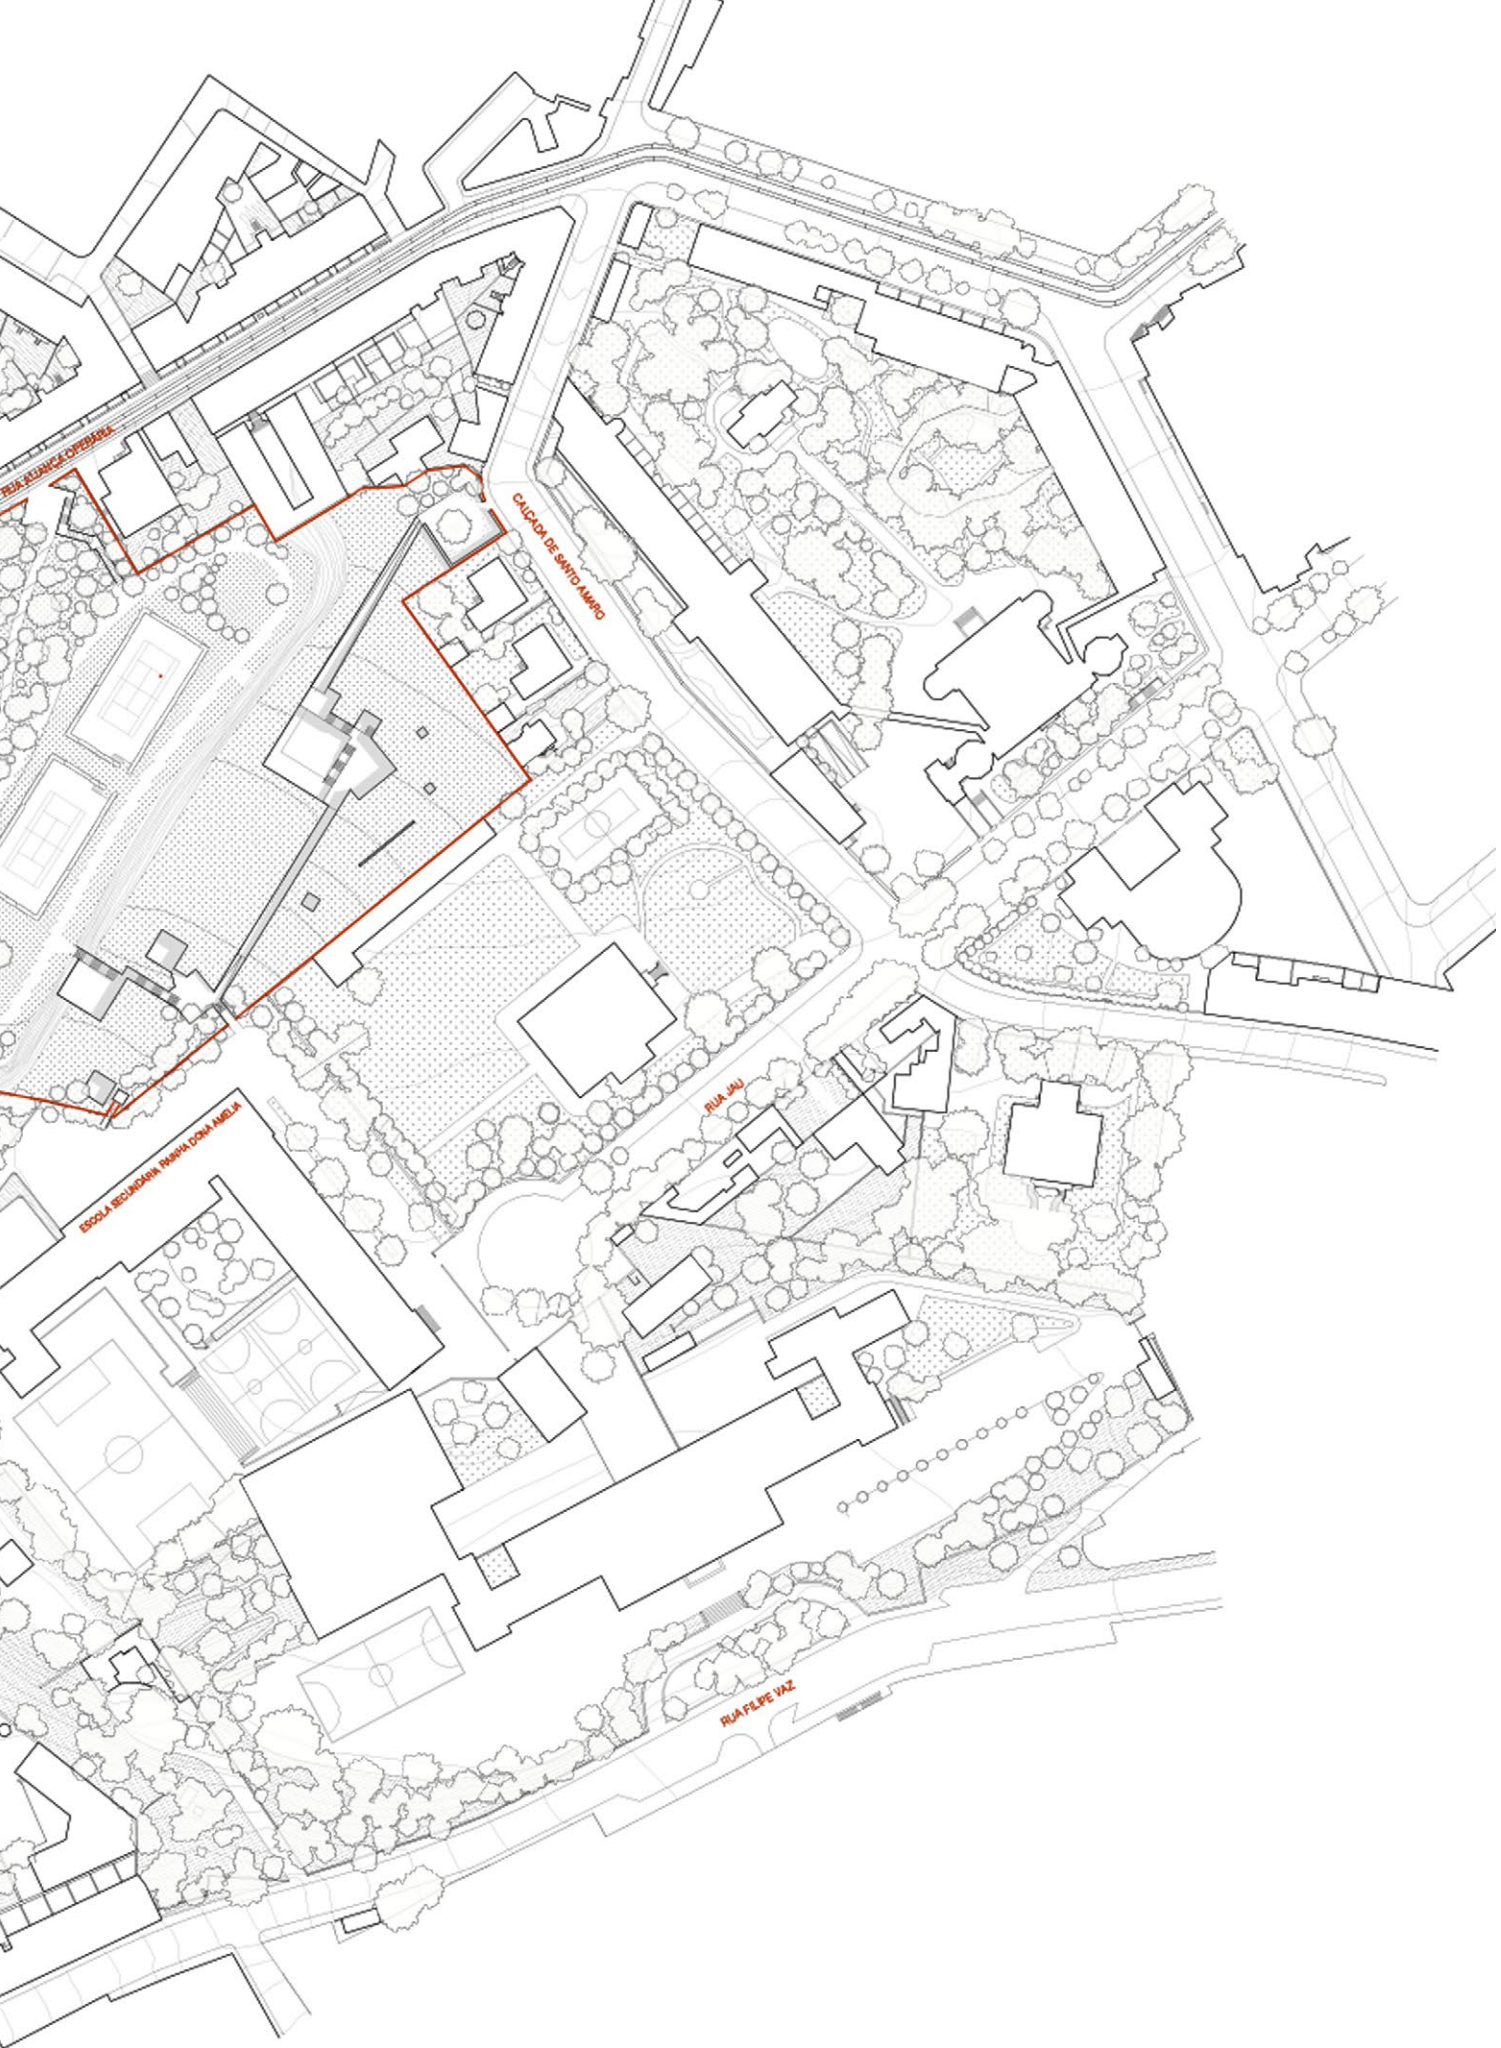 RUA ALIANÇA OPERÁRIA
CALÇADA DE SANTO AMARO
RUA JAU
ESCOLA SECUNDÁRIA RAINHA DONA AMÉLIA
RUA FILIPE VAZ